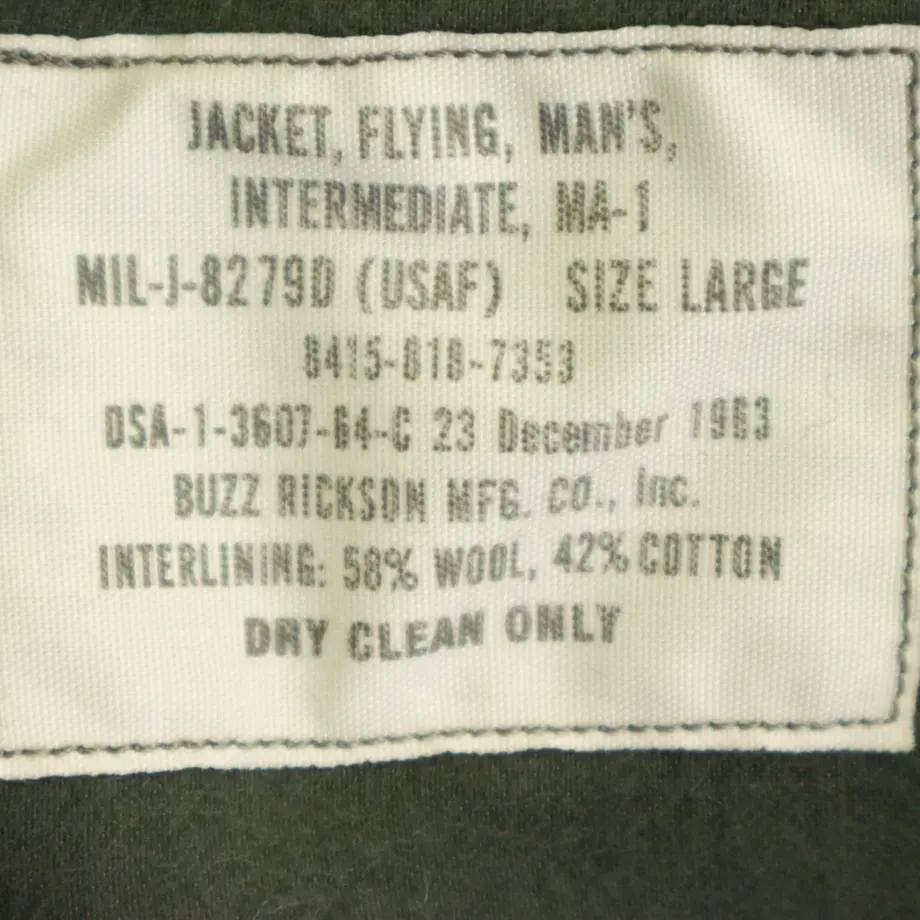 JACKET, FLYING, MAN'S,
INTERMEDIATE, MA-1
MIL-J-8279D (USAF) SIZE LARGE
8415-818-7353
DSA-1-3607-64-C 23 December 1963
BUZZ RICKSON MFG. CO., inc.
INTERLINING: 58% WOOL, 42% COTTON
DRY CLEAN ONLY